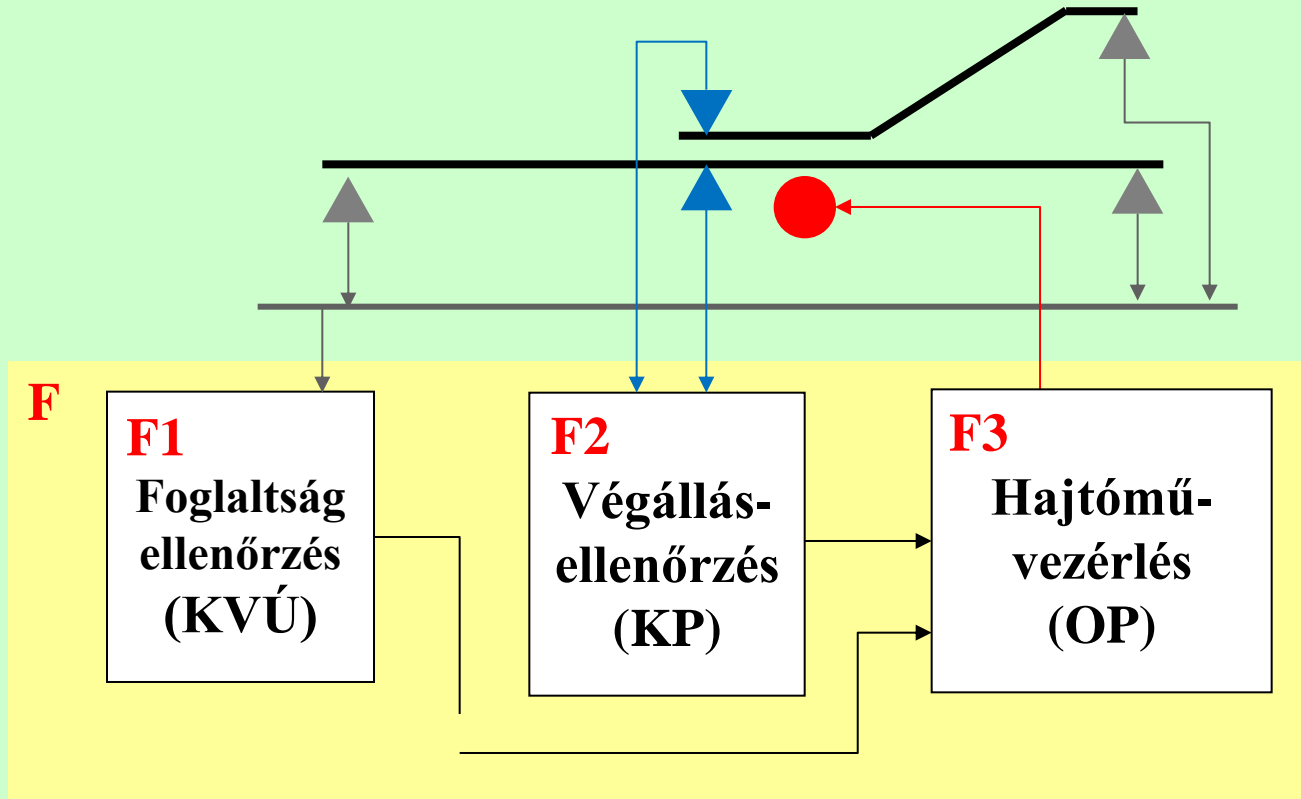 F
F1
Foglaltság
ellenőrzés
(KVÚ)
F2
Végállás-
ellenőrzés
(KP)
F3
Hajtómű-
vezérlés
(OP)